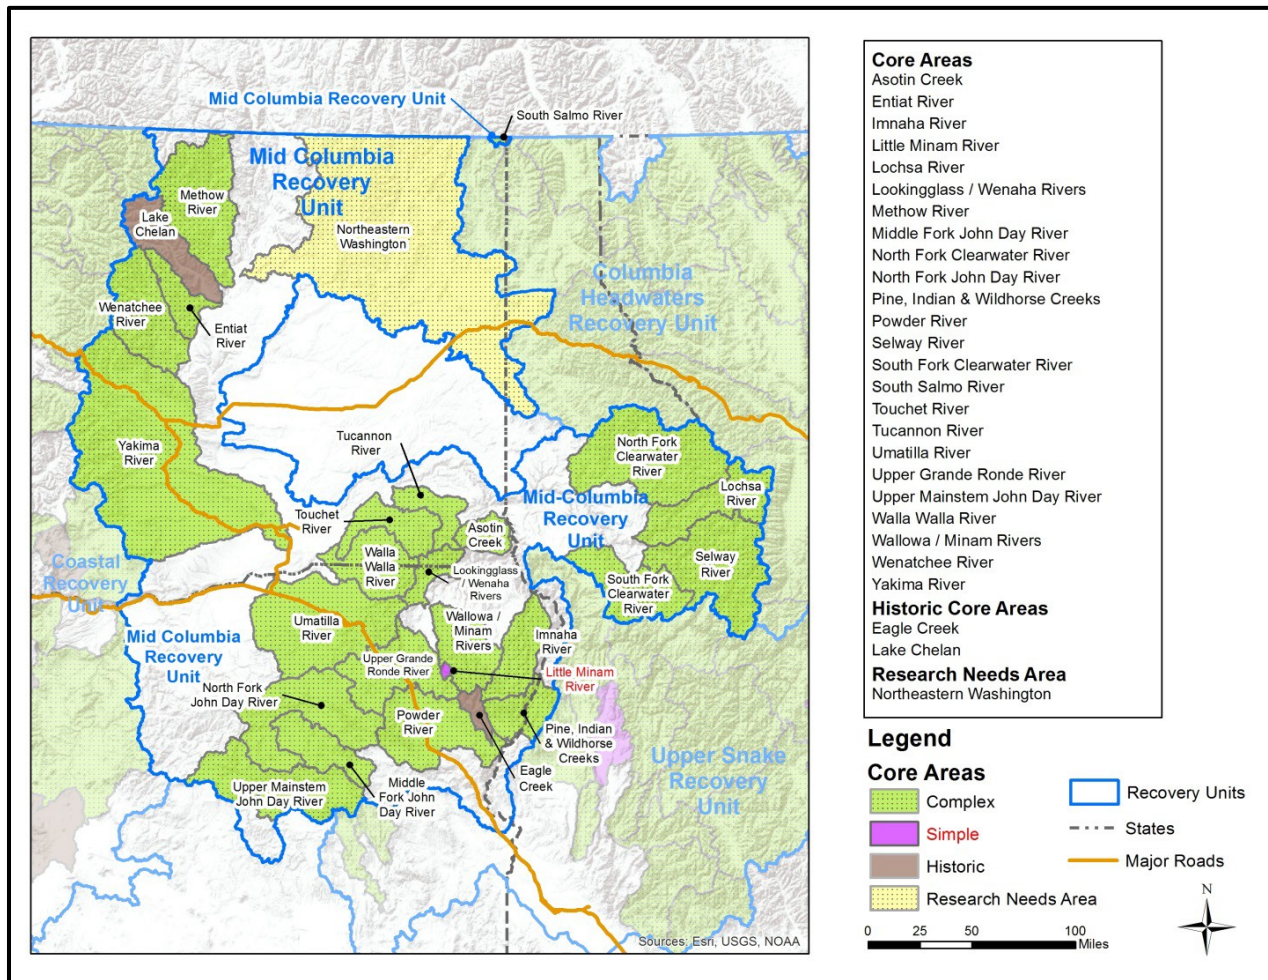 Mid Columbia Recovery Unit
South Salmo River
Mid Columbia
Recovery
Unit
Methow
River
Lake
Chelan
Northeastern
Washington
Columbia
Headwaters
Recovery Unit
Wenatchee
River
Entiat
River
Yakima
River
Tucannon
River
North Fork
Clearwater
River
Lochsa
River
Mid-Columbia
Recovery
Unit
Touchet
River
Asotin
Creek
Walla
Walla
River
Selway
River
Coastal
Recovery
Unit
Lookingglass
/ Wenaha
Rivers
South Fork
Clearwater
River
Umatilla
River
Wallowa /
Minam
Rivers
Imnaha
River
Mid Columbia
Recovery
Unit
Upper Grande
Ronde River
Little Minam
River
North Fork
John Day River
Powder
River
Pine, Indian
& Wildhorse
Creeks
Upper Snake
Recovery
Unit
Eagle
Creek
Middle
Fork John
Day River
Upper Mainstem
John Day River
Sources: Esri, USGS, NOAA
Core Areas
Asotin Creek
Entiat River
Imnaha River
Little Minam River
Lochsa River
Lookingglass / Wenaha Rivers
Methow River
Middle Fork John Day River
North Fork Clearwater River
North Fork John Day River
Pine, Indian & Wildhorse Creeks
Powder River
Selway River
South Fork Clearwater River
South Salmo River
Touchet River
Tucannon River
Umatilla River
Upper Grande Ronde River
Upper Mainstem John Day River
Walla Walla River
Wallowa / Minam Rivers
Wenatchee River
Yakima River
Historic Core Areas
Eagle Creek
Lake Chelan
Research Needs Area
Northeastern Washington
Legend
Core Areas
Complex
Simple
Historic
Research Needs Area
Recovery Units
States
Major Roads
N
0 25 50 100
Miles